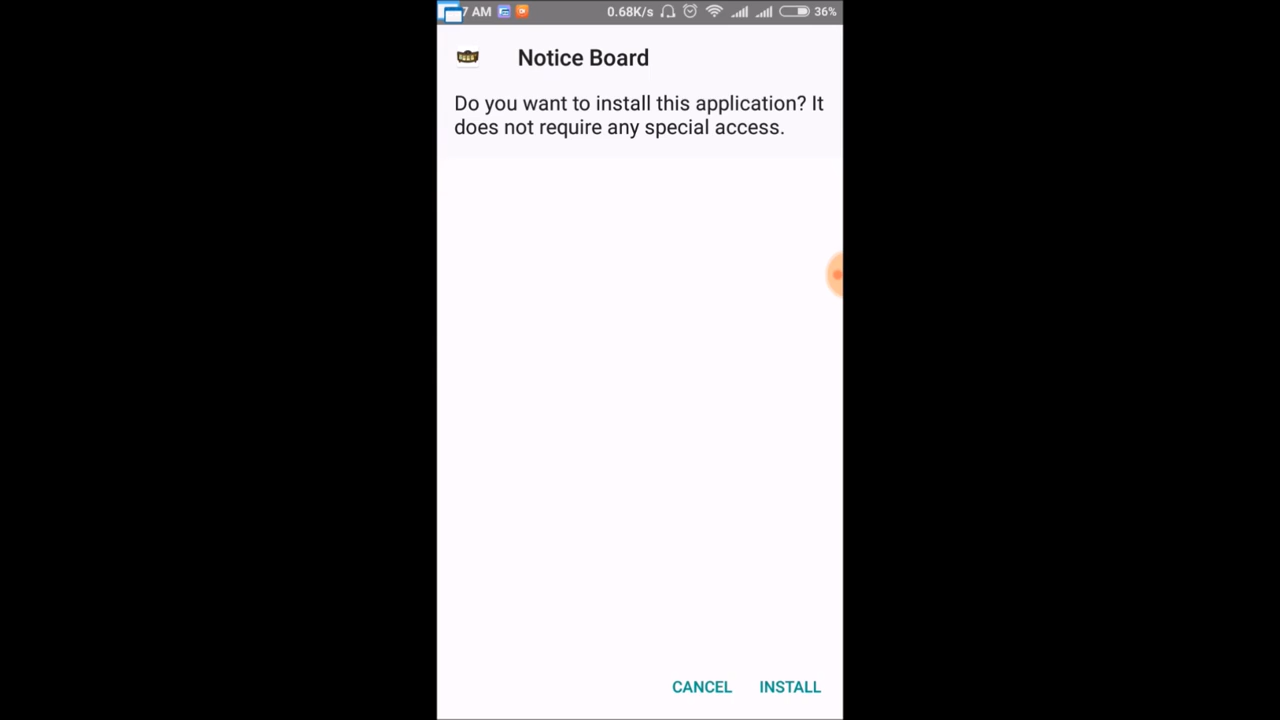 7 AM 0.68K/s 36%
Notice Board
Do you want to install this application? It
does not require any special access.
CANCEL INSTALL